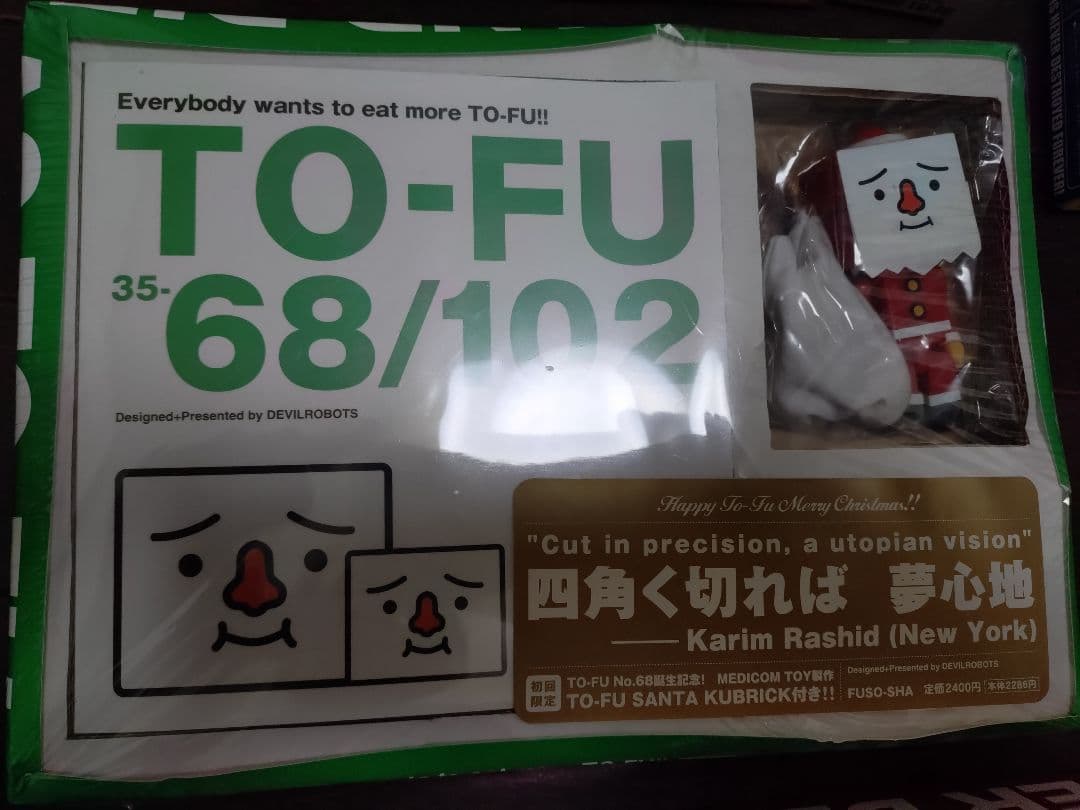 Everybody wants to eat more TO-FU!!
TO-FU
35-68/102
Designed+Presented by DEVILROBOTS
Happy To-Fu Merry Christmas!!
"Cut in precision, a utopian vision"
四角く切れば 夢心地
Karim Rashid (New York)
初回限定
TO-FU No.68誕生記念! MEDICOM TOY製作
TO-FU SANTA KUBRICK付き!!
Designed+Presented by DEVILROBOTS
FUSO-SHA 定価2400円 本体2286円
NEVER DESTROYED FOREVER!